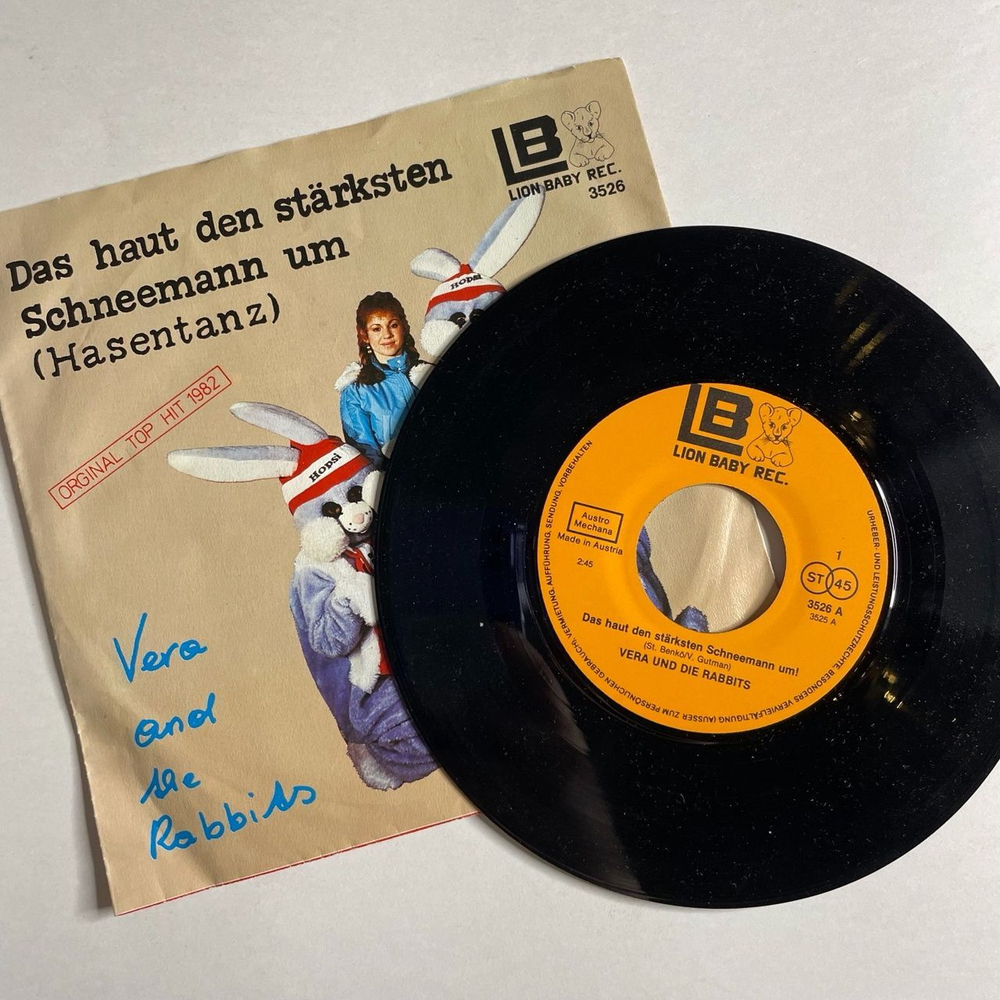 Das haut den stärksten
Schneemann um
(Hasentanz)
LB
LION BABY REC.
3526
ORGINAL TOP HIT 1982
HOPSI
HOPSI
Vera
and
the
Rabbits
LB
LION BABY REC.
Austro
Mechana
Made in Austria
2:45
1
ST 45
3526 A
3525 A
Das haut den stärksten Schneemann um!
(St. Benkö/V. Gutman)
VERA UND DIE RABBITS
URHEBER- UND LEISTUNGSSCHUTZRECHTE BESONDERS VERVIELFÄLTIGUNG (AUSSER ZUM PERSÖNLICHEN GEBRAUCH), VERMIETUNG, AUFFÜHRUNG, SENDUNG, VORBEHALTEN